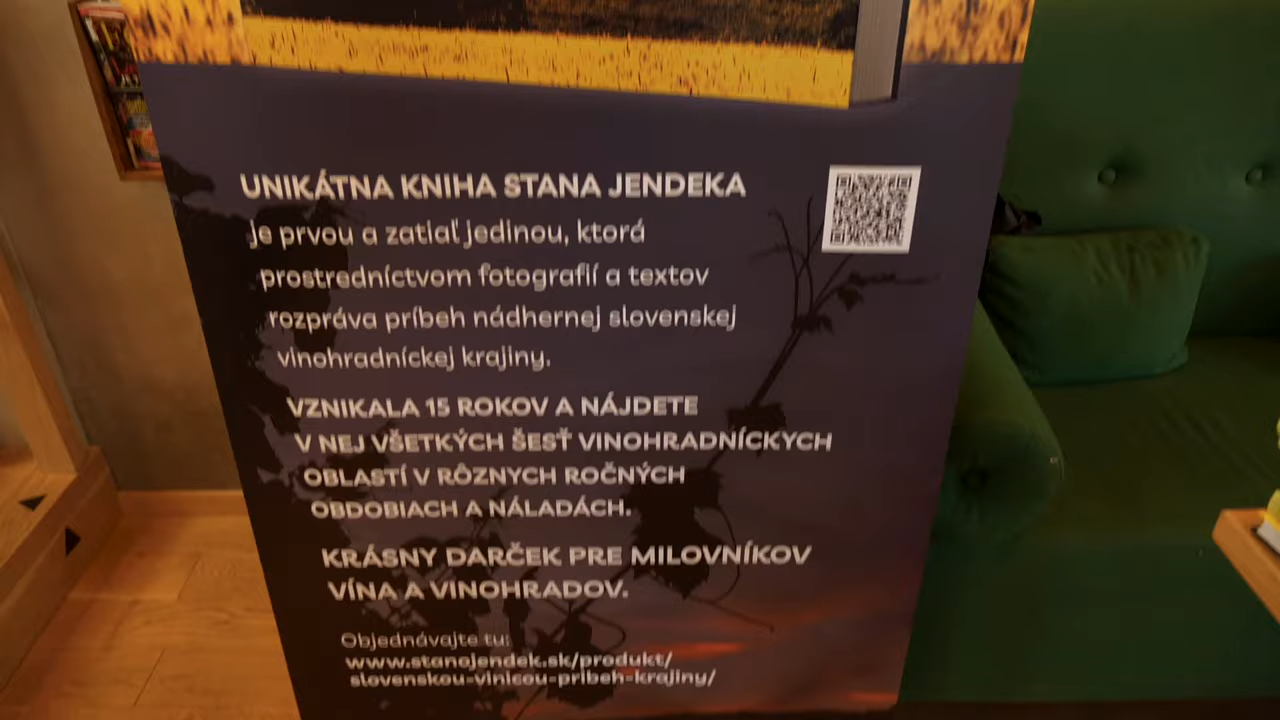 UNIKÁTNA KNIHA STANA JENDEKA
je prvou a zatiaľ jedinou, ktorá
prostredníctvom fotografií a textov
rozpráva príbeh nádhernej slovenskej
vinohradníckej krajiny.
VZNIKALA 15 ROKOV A NÁJDETE
V NEJ VŠETKÝCH ŠESŤ VINOHRADNÍCKYCH
OBLASTÍ V RÔZNYCH ROČNÝCH
OBDOBIACH A NÁLADÁCH.
KRÁSNY DARČEK PRE MILOVNÍKOV
VÍNA A VINOHRADOV.
Objednávajte tu:
www.stanojendek.sk/produkt/
slovenskou-vinicou-pribeh-krajiny/